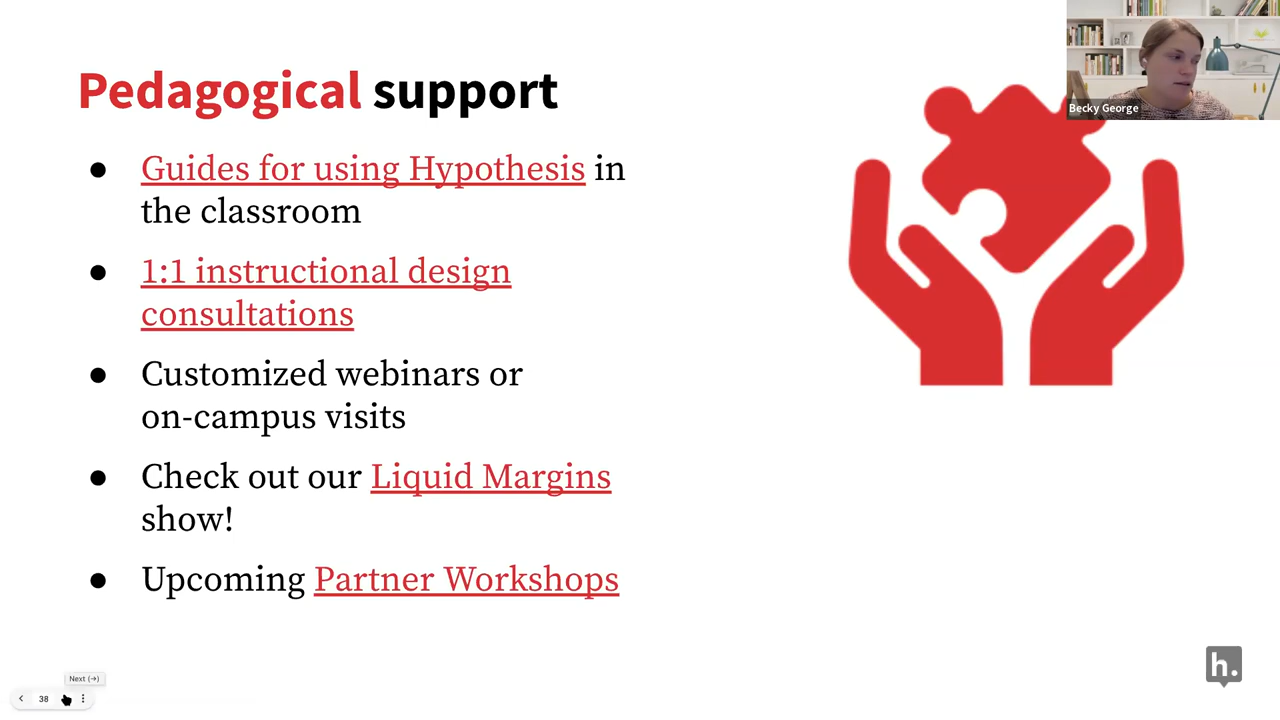 Becky George
Pedagogical support
● Guides for using Hypothesis in
the classroom
● 1:1 instructional design
consultations
● Customized webinars or
on-campus visits
● Check out our Liquid Margins
show!
● Upcoming Partner Workshops
Next (→)
38
h.